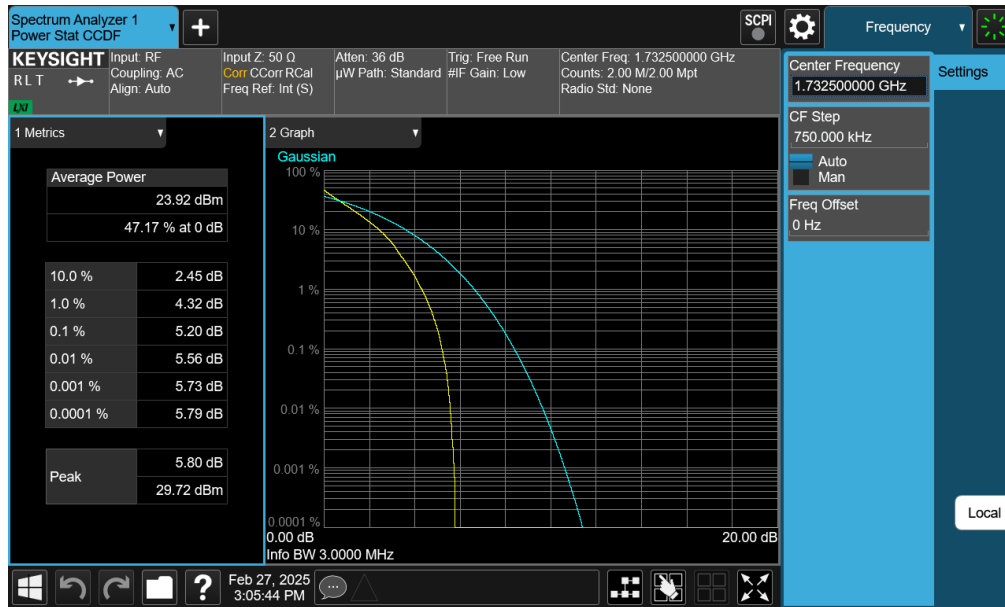 Spectrum Analyzer 1
Power Stat CCDF
+
SCPI
Frequency
KEYSIGHT
RLT
LXI
Input: RF
Coupling: AC
Align: Auto
Input Z: 50 Ω
Corr CCorr RCal
Freq Ref: Int (S)
Atten: 36 dB
µW Path: Standard
Trig: Free Run
#IF Gain: Low
Center Freq: 1.732500000 GHz
Counts: 2.00 M/2.00 Mpt
Radio Std: None
Center Frequency
1.732500000 GHz
Settings
CF Step
750.000 kHz
Auto
Man
Freq Offset
0 Hz
Local
1 Metrics
Average Power
23.92 dBm
47.17 % at 0 dB
10.0 % 2.45 dB
1.0 % 4.32 dB
0.1 % 5.20 dB
0.01 % 5.56 dB
0.001 % 5.73 dB
0.0001 % 5.79 dB
Peak
5.80 dB
29.72 dBm
2 Graph
Gaussian
100 %
10 %
1 %
0.1 %
0.01 %
0.001 %
0.0001 %
0.00 dB 20.00 dB
Info BW 3.0000 MHz
?
Feb 27, 2025
3:05:44 PM